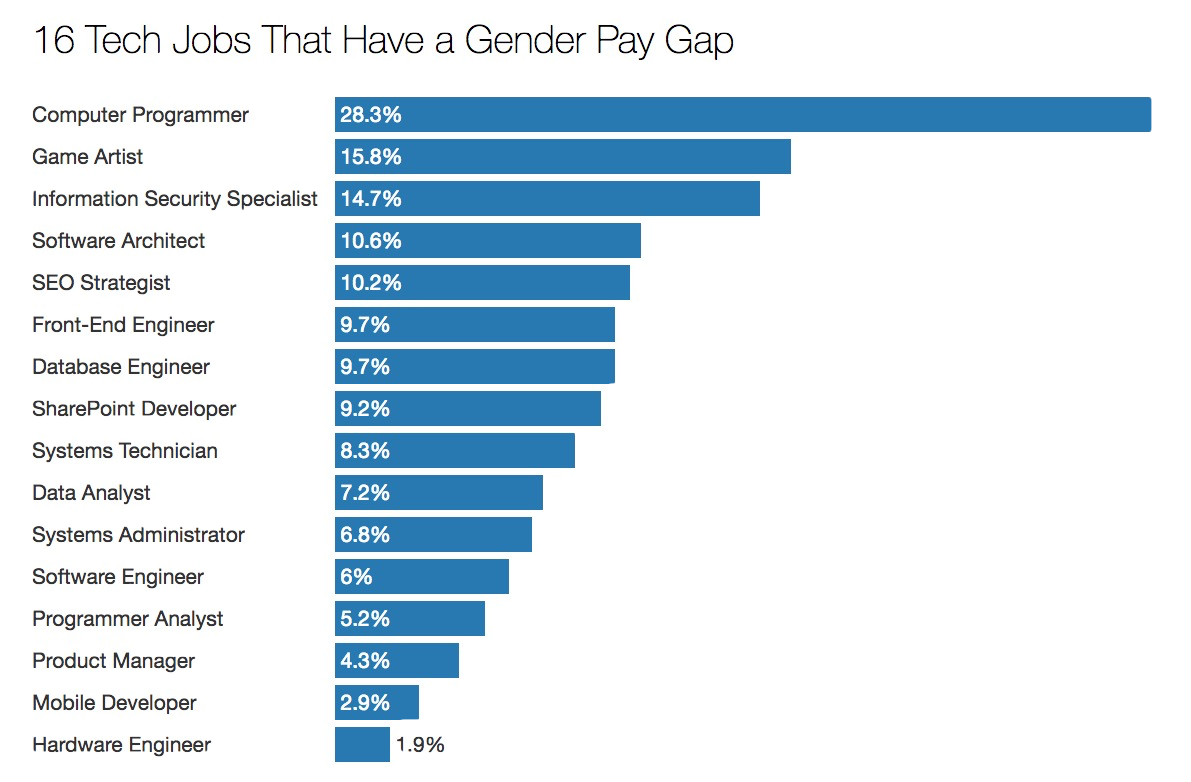 16 Tech Jobs That Have a Gender Pay Gap
Computer Programmer 28.3%
Game Artist 15.8%
Information Security Specialist 14.7%
Software Architect 10.6%
SEO Strategist 10.2%
Front-End Engineer 9.7%
Database Engineer 9.7%
SharePoint Developer 9.2%
Systems Technician 8.3%
Data Analyst 7.2%
Systems Administrator 6.8%
Software Engineer 6%
Programmer Analyst 5.2%
Product Manager 4.3%
Mobile Developer 2.9%
Hardware Engineer 1.9%